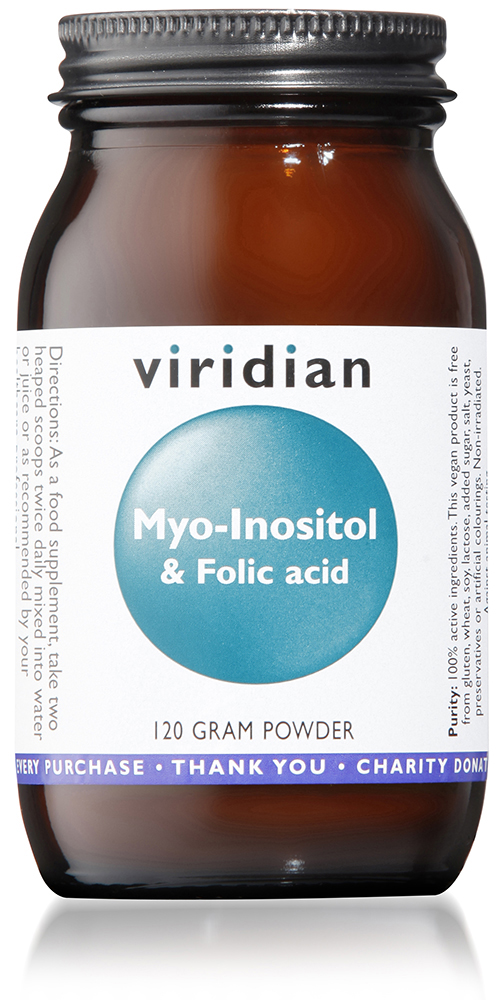 viridian
Myo-Inositol
& Folic acid
120 GRAM POWDER
EVERY PURCHASE • THANK YOU • CHARITY DONAT
Directions: As a food supplement, take two
heaped scoops twice daily mixed into water
or juice or as recommended by your
Purity: 100% active ingredients. This vegan product is free
from gluten, wheat, soy, lactose, added sugar, salt, yeast,
preservatives or artificial colourings. Non-irradiated.